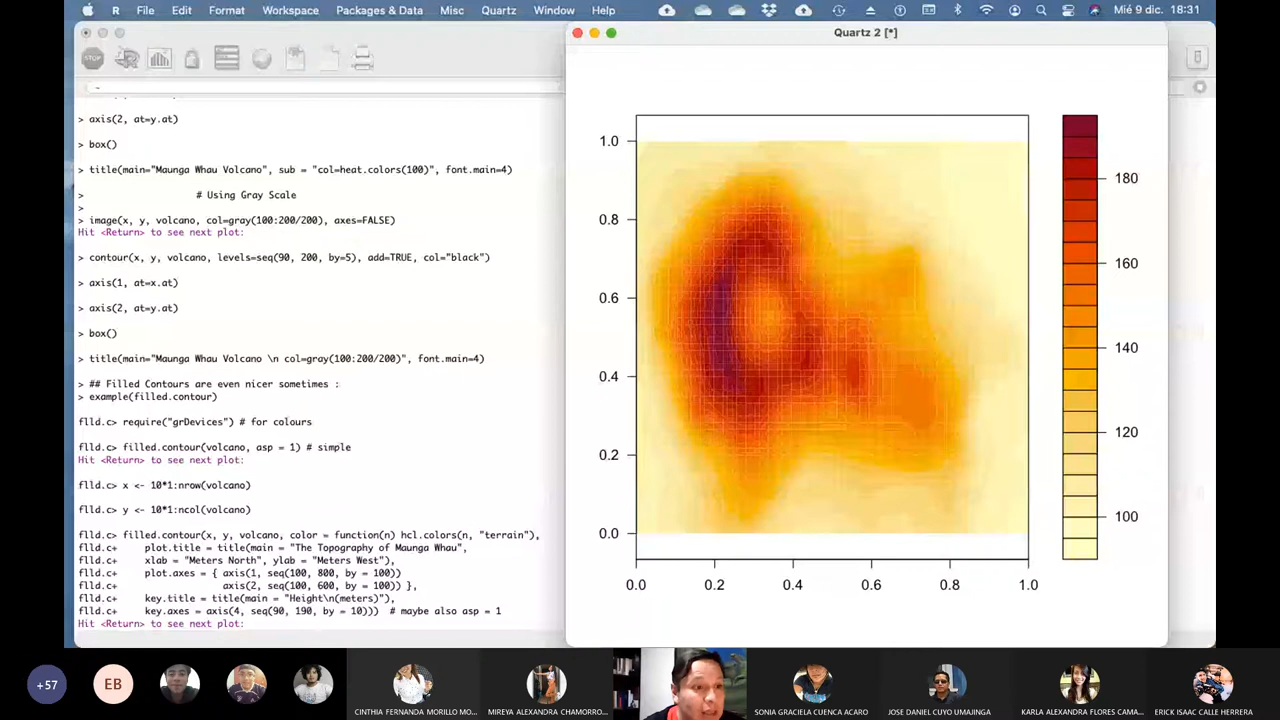 File Edit Format Workspace Packages & Data Misc Quartz Window Help Mié 9 dic. 18:31
Quartz 2 [*]
STOP
~
> axis(2, at=y.at)
> box()
> title(main="Maunga Whau Volcano", sub = "col=heat.colors(100)", font.main=4)
> # Using Gray Scale
>
> image(x, y, volcano, col=gray(100:200/200), axes=FALSE)
Hit <Return> to see next plot:
> contour(x, y, volcano, levels=seq(90, 200, by=5), add=TRUE, col="black")
> axis(1, at=x.at)
> axis(2, at=y.at)
> box()
> title(main="Maunga Whau Volcano \n col=gray(100:200/200)", font.main=4)
> ## Filled Contours are even nicer sometimes :
> example(filled.contour)
flld.c> require("grDevices") # for colours
flld.c> filled.contour(volcano, asp = 1) # simple
Hit <Return> to see next plot:
flld.c> x <- 10*1:nrow(volcano)
flld.c> y <- 10*1:ncol(volcano)
flld.c> filled.contour(x, y, volcano, color = function(n) hcl.colors(n, "terrain"),
flld.c+ plot.title = title(main = "The Topography of Maunga Whau",
flld.c+ xlab = "Meters North", ylab = "Meters West"),
flld.c+ plot.axes = { axis(1, seq(100, 800, by = 100))
flld.c+ axis(2, seq(100, 600, by = 100)) },
flld.c+ key.title = title(main = "Height\n(meters)"),
flld.c+ key.axes = axis(4, seq(90, 190, by = 10))) # maybe also asp = 1
Hit <Return> to see next plot:
1.0
0.8
0.6
0.4
0.2
0.0
0.0 0.2 0.4 0.6 0.8 1.0
180
160
140
120
100
+57
EB
CINTHIA FERNANDA MORILLO MO...
MIREYA ALEXANDRA CHAMORRO...
SONIA GRACIELA CUENCA ACARO
JOSE DANIEL CUYO UMAJINGA
KARLA ALEXANDRA FLORES CAMA...
ERICK ISAAC CALLE HERRERA